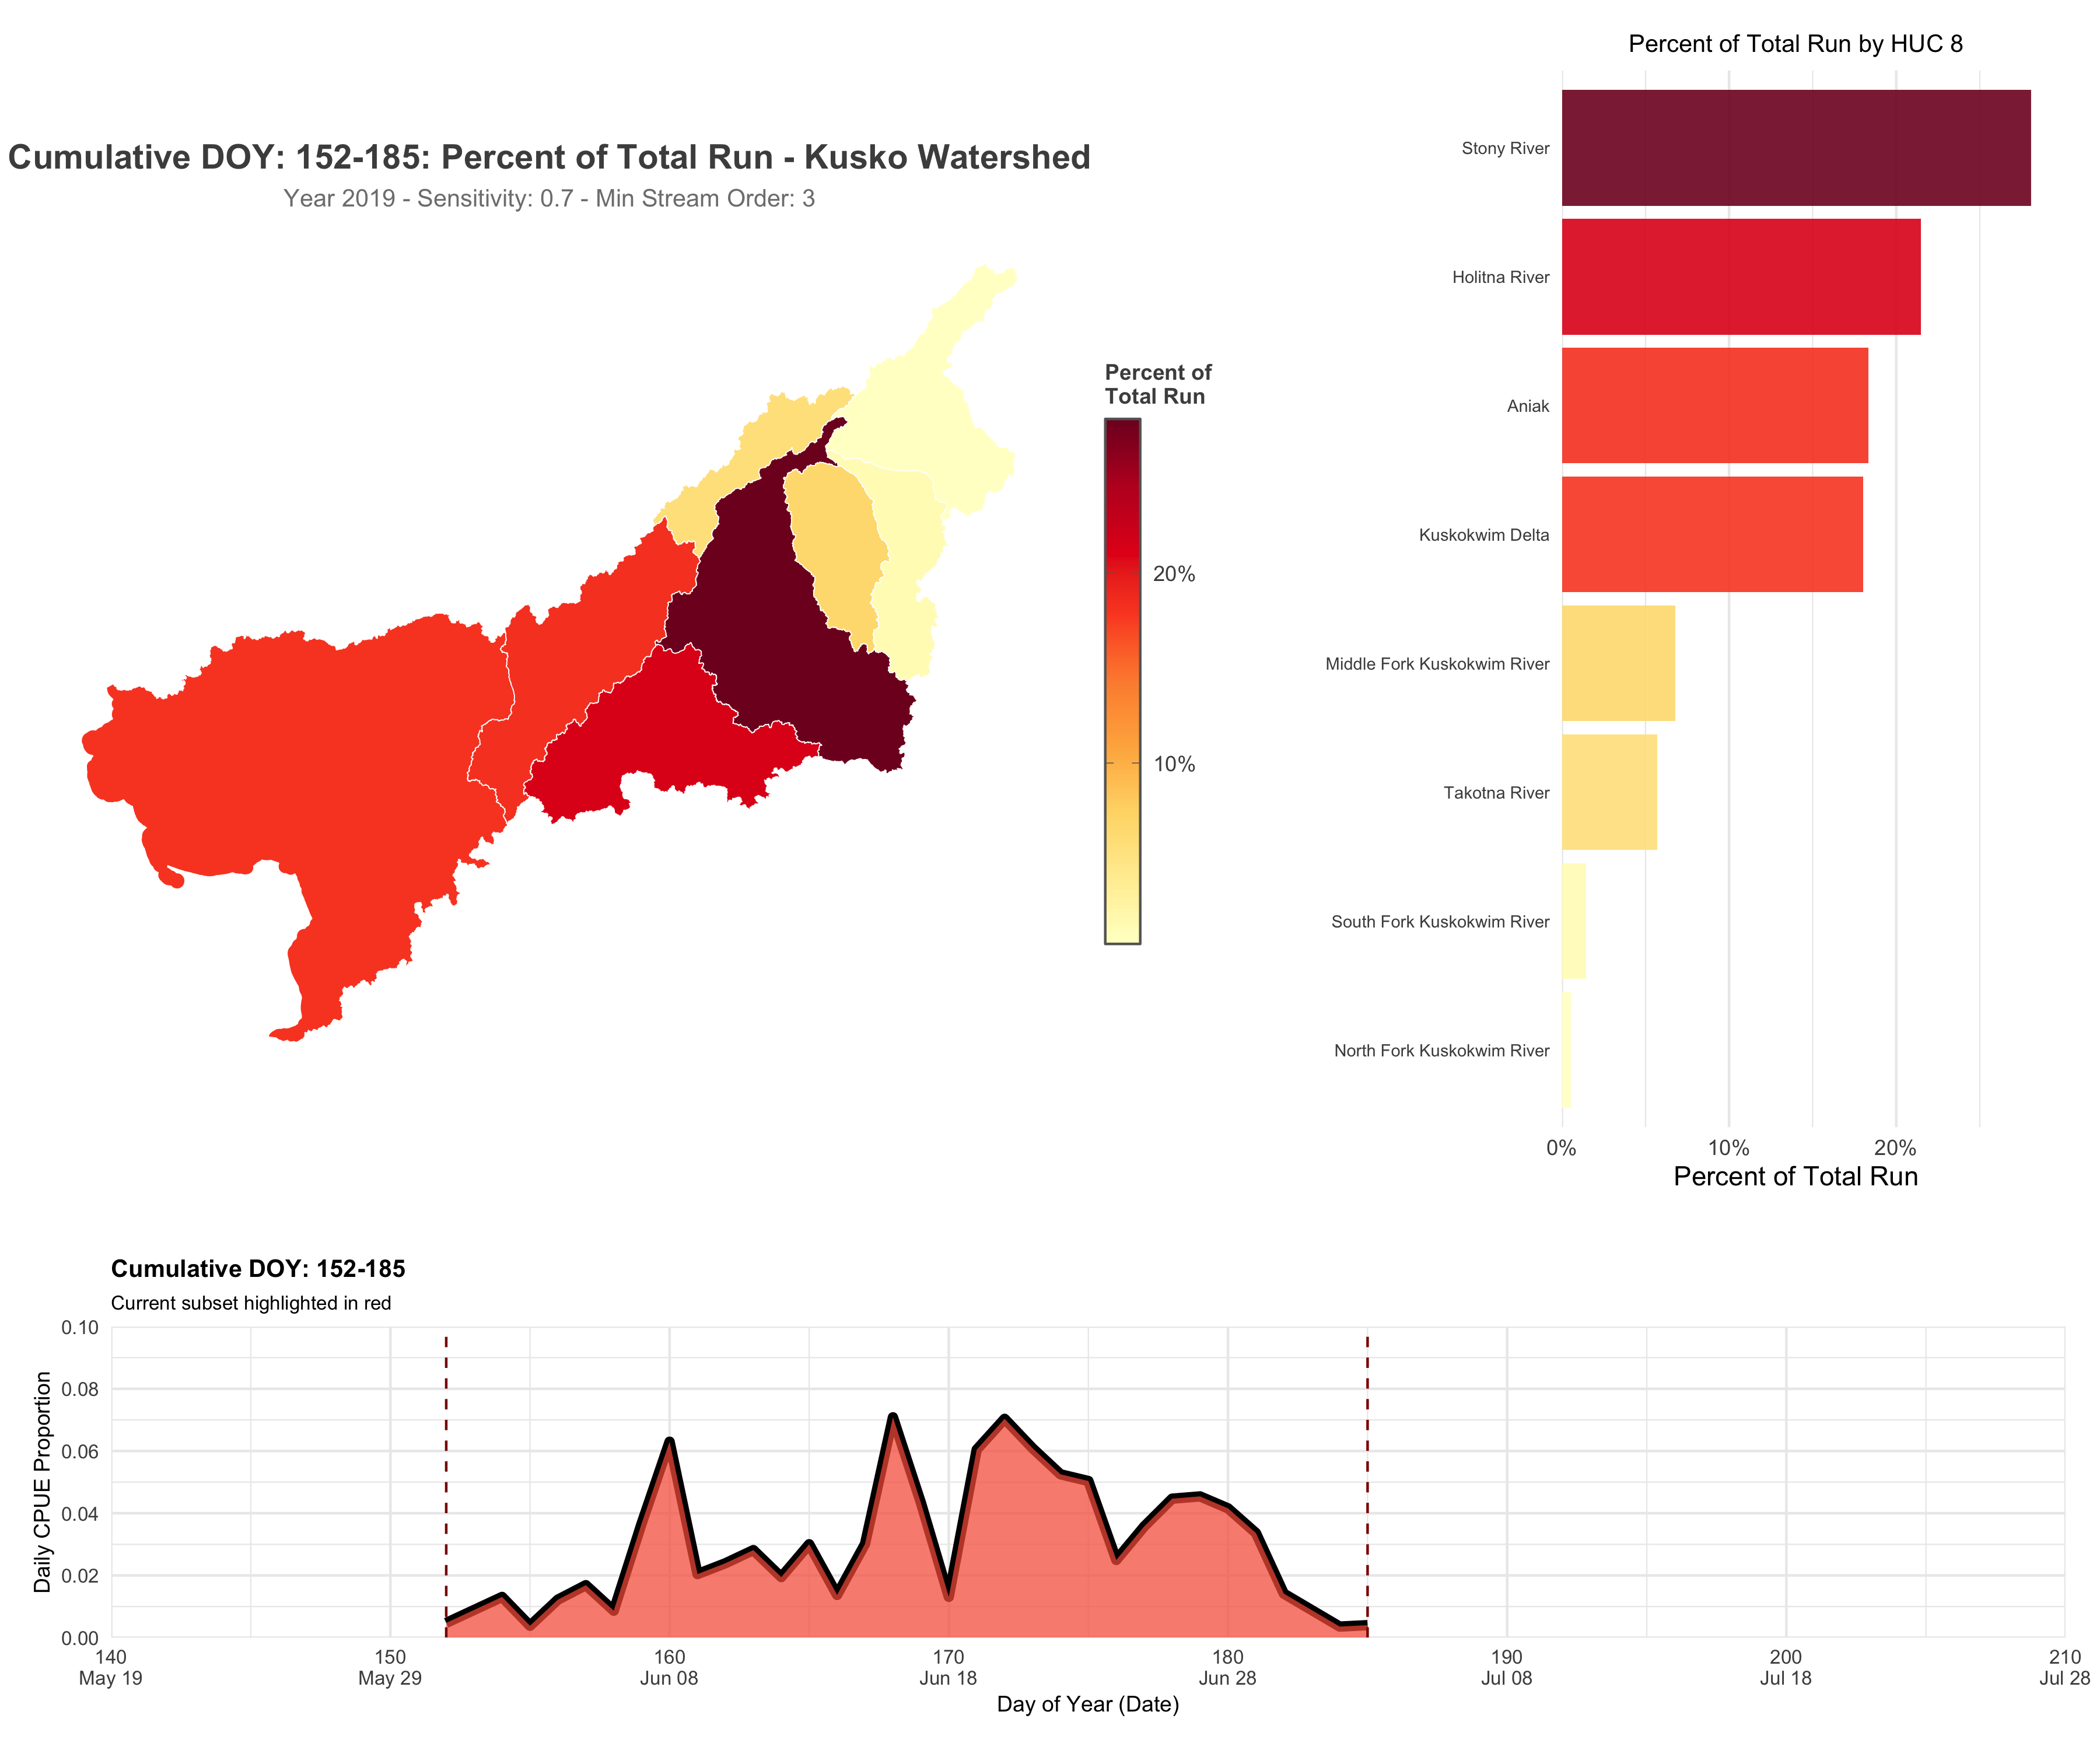 Percent of Total Run by HUC 8
Cumulative DOY: 152-185: Percent of Total Run - Kusko Watershed
Year 2019 - Sensitivity: 0.7 - Min Stream Order: 3
Percent of
Total Run
20%
10%
Stony River
Holitna River
Aniak
Kuskokwim Delta
Middle Fork Kuskokwim River
Takotna River
South Fork Kuskokwim River
North Fork Kuskokwim River
0%
10%
20%
Percent of Total Run
Cumulative DOY: 152-185
Current subset highlighted in red
Daily CPUE Proportion
0.10
0.08
0.06
0.04
0.02
0.00
140
May 19
150
May 29
160
Jun 08
170
Jun 18
180
Jun 28
190
Jul 08
200
Jul 18
210
Jul 28
Day of Year (Date)